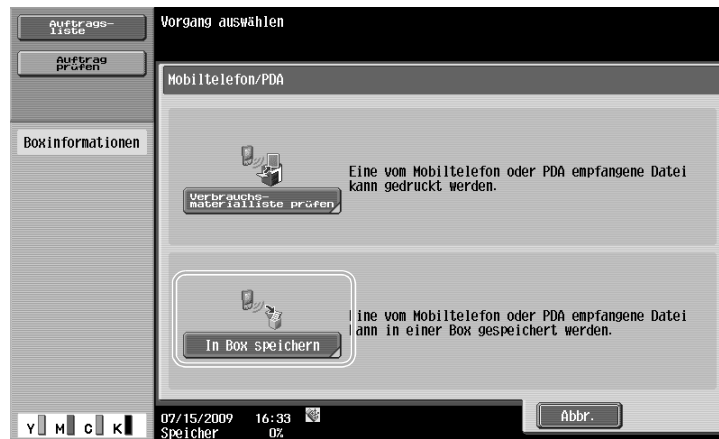 Auftrags-
liste
Auftrag
prüfen
Boxinformationen
Vorgang auswählen
Mobiltelefon/PDA
Verbrauchs-
materialliste prüfen
Eine vom Mobiltelefon oder PDA empfangene Datei
kann gedruckt werden.
In Box speichern
ine vom Mobiltelefon oder PDA empfangene Datei
ann in einer Box gespeichert werden.
Y M C K
07/15/2009 16:33
Speicher 0%
Abbr.